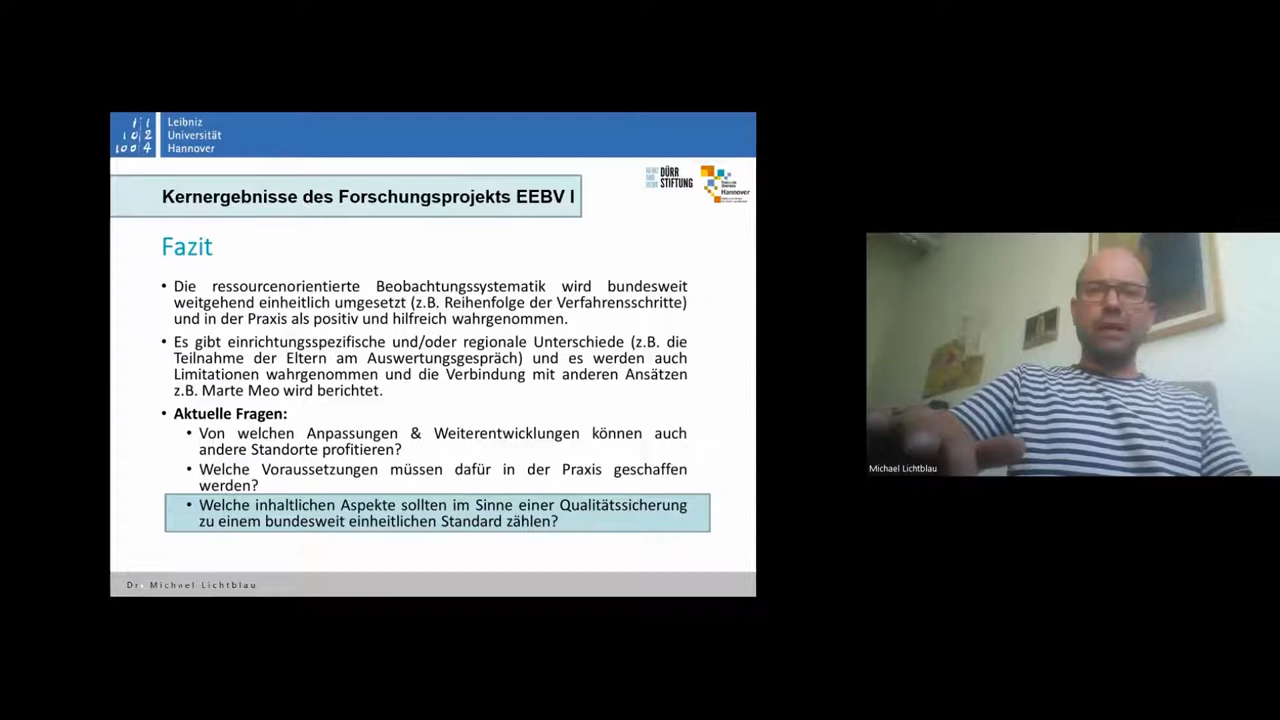 Leibniz
Universität
Hannover
DÜRR
STIFTUNG
Hannover
Kernergebnisse des Forschungsprojekts EEBV I
Fazit
• Die ressourcenorientierte Beobachtungssystematik wird bundesweit
weitgehend einheitlich umgesetzt (z.B. Reihenfolge der Verfahrensschritte)
und in der Praxis als positiv und hilfreich wahrgenommen.
• Es gibt einrichtungsspezifische und/oder regionale Unterschiede (z.B. die
Teilnahme der Eltern am Auswertungsgespräch) und es werden auch
Limitationen wahrgenommen und die Verbindung mit anderen Ansätzen
z.B. Marte Meo wird berichtet.
• Aktuelle Fragen:
• Von welchen Anpassungen & Weiterentwicklungen können auch
andere Standorte profitieren?
• Welche Voraussetzungen müssen dafür in der Praxis geschaffen
werden?
• Welche inhaltlichen Aspekte sollten im Sinne einer Qualitätssicherung
zu einem bundesweit einheitlichen Standard zählen?
Dr. Michael Lichtblau
Michael Lichtblau